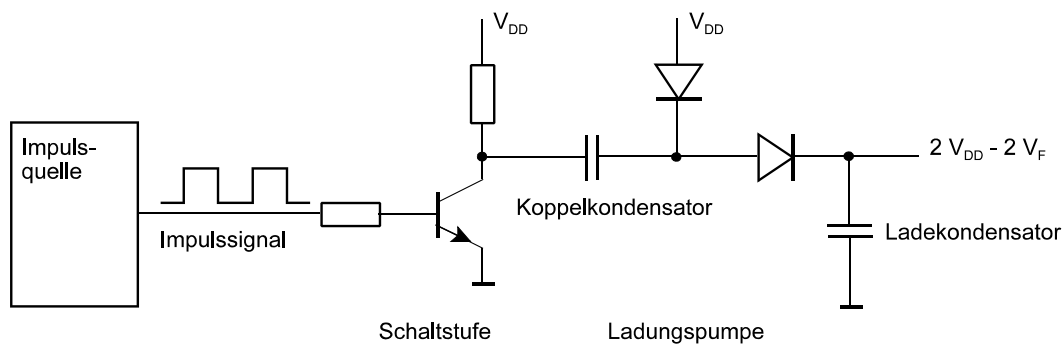 V_DD
V_DD
Impuls-
quelle
2 V_DD - 2 V_F
Impulssignal
Koppelkondensator
Ladekondensator
Schaltstufe
Ladungspumpe